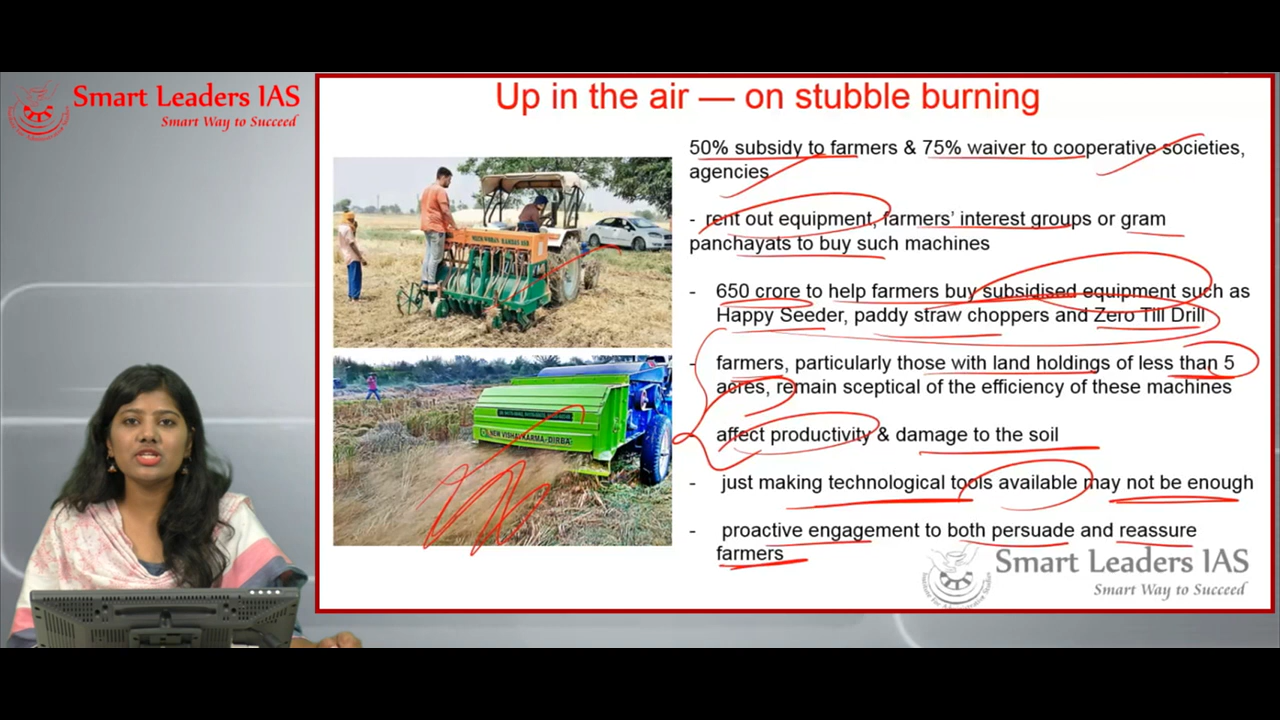 Smart Leaders IAS
Smart Way to Succeed
Up in the air — on stubble burning
50% subsidy to farmers & 75% waiver to cooperative societies,
agencies
- rent out equipment, farmers' interest groups or gram
panchayats to buy such machines
- 650 crore to help farmers buy subsidised equipment such as
Happy Seeder, paddy straw choppers and Zero Till Drill
- farmers, particularly those with land holdings of less than 5
acres, remain sceptical of the efficiency of these machines
affect productivity & damage to the soil
- just making technological tools available may not be enough
- proactive engagement to both persuade and reassure
farmers
NEW VISHAVKARMA, DIRBA
Smart Leaders IAS
Smart Way to Succeed